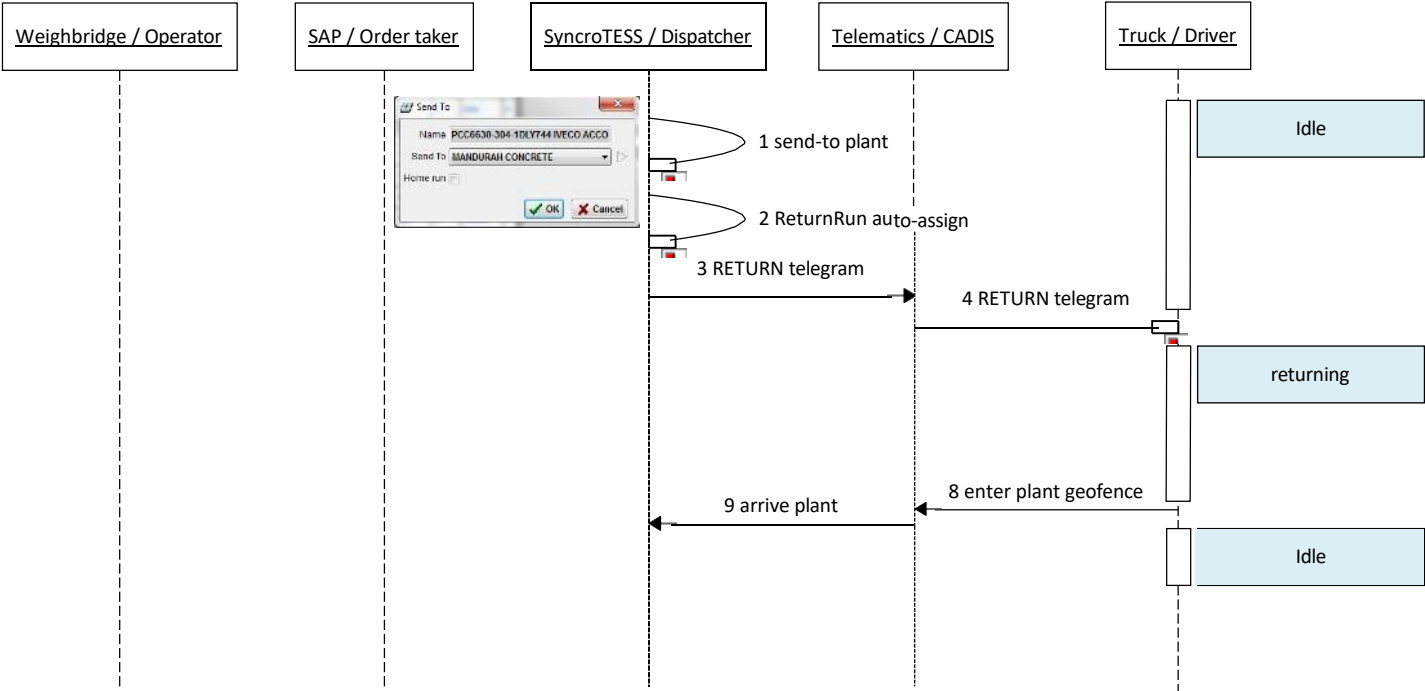 Weighbridge / Operator
SAP / Order taker
SyncroTESS / Dispatcher
Telematics / CADIS
Truck / Driver
Send To
Name PCC6630-304-1DLY744 IVECO ACCO
Send To MANDURAH CONCRETE
Home run
OK Cancel
Idle
1 send-to plant
2 ReturnRun auto-assign
3 RETURN telegram
4 RETURN telegram
returning
8 enter plant geofence
9 arrive plant
Idle